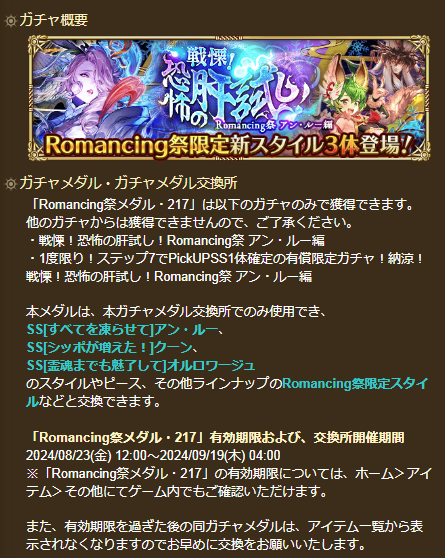 ガチャ概要
戦慄!
恐怖の肝試し!
Romancing祭 アン・ルー編
Romancing祭限定新スタイル3体登場!
ガチャメダル・ガチャメダル交換所
「Romancing祭メダル・217」は以下のガチャのみで獲得できます。
他のガチャからは獲得できませんので、ご了承ください。
・戦慄!恐怖の肝試し!Romancing祭 アン・ルー編
・1度限り!ステップ7でPickUPSS1体確定の有償限定ガチャ!納涼!
戦慄!恐怖の肝試し!Romancing祭 アン・ルー編
本メダルは、本ガチャメダル交換所でのみ使用でき、
SS[すべてを凍らせて]アン・ルー、
SS[シッポが増えた!]クーン、
SS[霊魂までも魅了して]オルロワージュ
のスタイルやピース、その他ラインナップのRomancing祭限定スタイ
ルなどと交換できます。
「Romancing祭メダル・217」有効期限および、交換所開催期間
2024/08/23(金) 12:00~2024/09/19(木) 04:00
※「Romancing祭メダル・217」の有効期限については、ホーム>アイ
テム>その他にてゲーム内でもご確認いただけます。
また、有効期限を過ぎた後の同ガチャメダルは、アイテム一覧から表
示されなくなりますのでお早めに交換をお願いいたします。